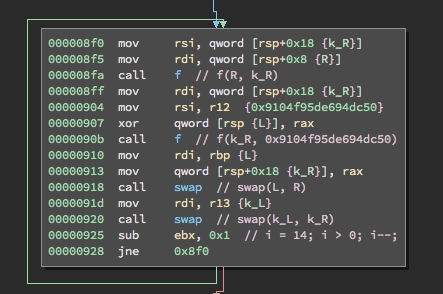 000008f0 mov rsi, qword [rsp+0x18 {k_R}]
000008f5 mov rdi, qword [rsp+0x8 {R}]
000008fa call f // f(R, k_R)
000008ff mov rdi, qword [rsp+0x18 {k_R}]
00000904 mov rsi, r12 {0x9104f95de694dc50}
00000907 xor qword [rsp {L}], rax
0000090b call f // f(k_R, 0x9104f95de694dc50)
00000910 mov rdi, rbp {L}
00000913 mov qword [rsp+0x18 {k_R}], rax
00000918 call swap // swap(L, R)
0000091d mov rdi, r13 {k_L}
00000920 call swap // swap(k_L, k_R)
00000925 sub ebx, 0x1 // i = 14; i > 0; i--;
00000928 jne 0x8f0